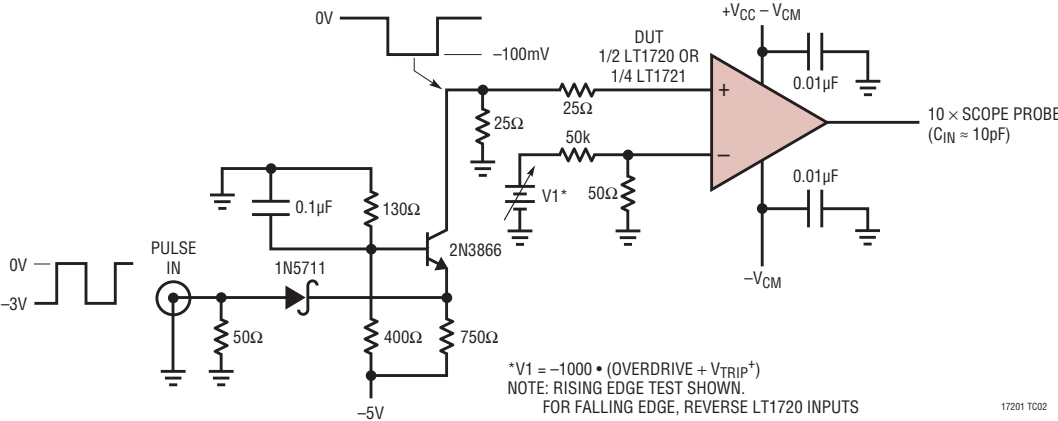 0V
–100mV
+VCC – VCM
DUT
1/2 LT1720 OR
1/4 LT1721
0.01µF
25Ω
25Ω
+
10 × SCOPE PROBE
(CIN ≈ 10pF)
50k
–
V1*
50Ω
0.01µF
–VCM
0.1µF
130Ω
2N3866
0V
–3V
PULSE
IN
1N5711
50Ω
400Ω
750Ω
–5V
*V1 = –1000 • (OVERDRIVE + VTRIP+)
NOTE: RISING EDGE TEST SHOWN.
FOR FALLING EDGE, REVERSE LT1720 INPUTS
17201 TC02